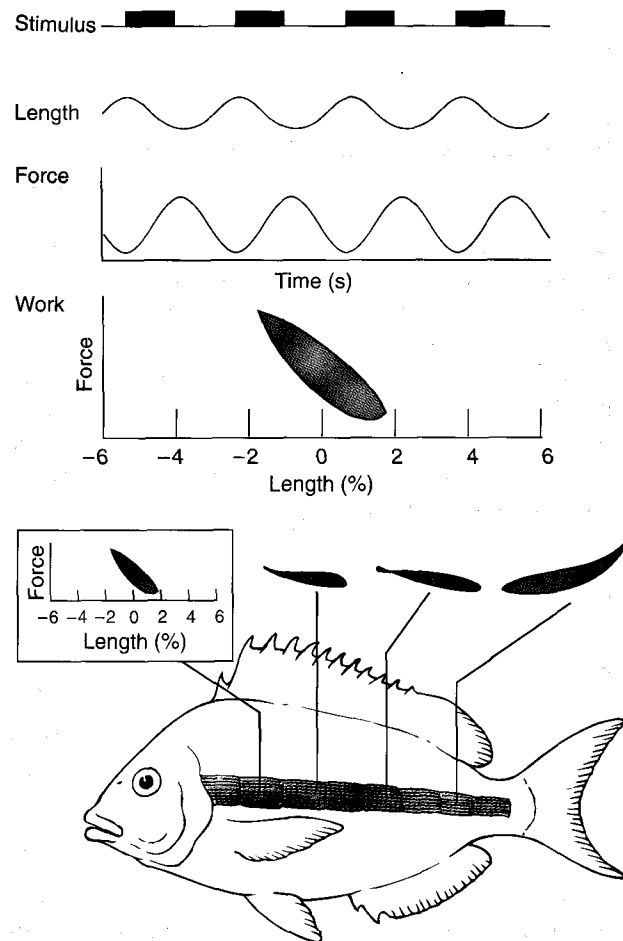 Stimulus
Length
Force
Time (s)
Work
Force
−6 −4 −2 0 2 4 6
Length (%)
Force
−6 −4 −2 0 2 4 6
Length (%)